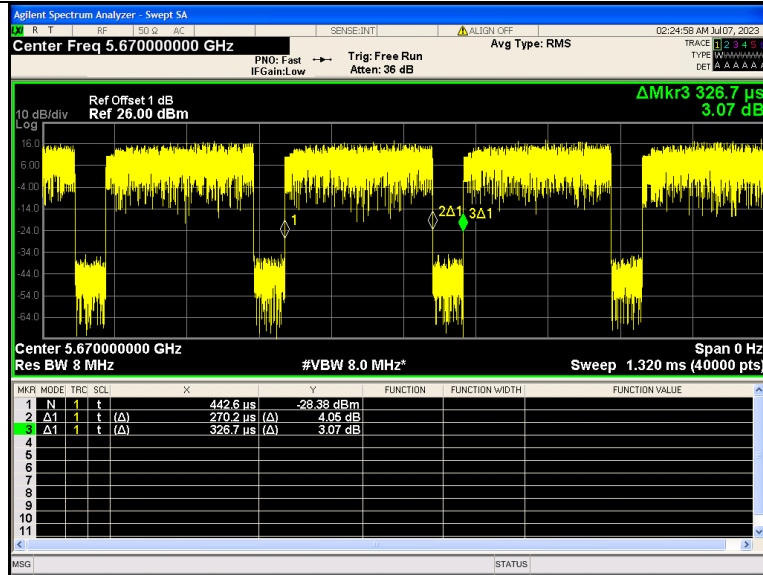 Agilent Spectrum Analyzer - Swept SA
R T RF 50 Ω AC SENSE:INT ALIGN OFF 02:24:58 AM Jul 07, 2023
Center Freq 5.670000000 GHz Avg Type: RMS TRACE 1 2 3 4 5
PNO: Fast Trig: Free Run TYPE
IFGain:Low Atten: 36 dB DET A A A A A
ΔMkr3 326.7 µs
Ref Offset 1 dB
10 dB/div Ref 26.00 dBm 3.07 dB
Log
16.0
6.00
-4.00
-14.0
1 2Δ1 3Δ1
-24.0
-34.0
-44.0
-54.0
-64.0
Center 5.670000000 GHz Span 0 Hz
Res BW 8 MHz #VBW 8.0 MHz* Sweep 1.320 ms (40000 pts)
MKR MODE TRC SCL X Y FUNCTION FUNCTION WIDTH FUNCTION VALUE
1 N 1 t 442.6 µs -28.38 dBm
2 Δ1 1 t (Δ) 270.2 µs (Δ) 4.05 dB
3 Δ1 1 t (Δ) 326.7 µs (Δ) 3.07 dB
4
5
6
7
8
9
10
11
MSG STATUS